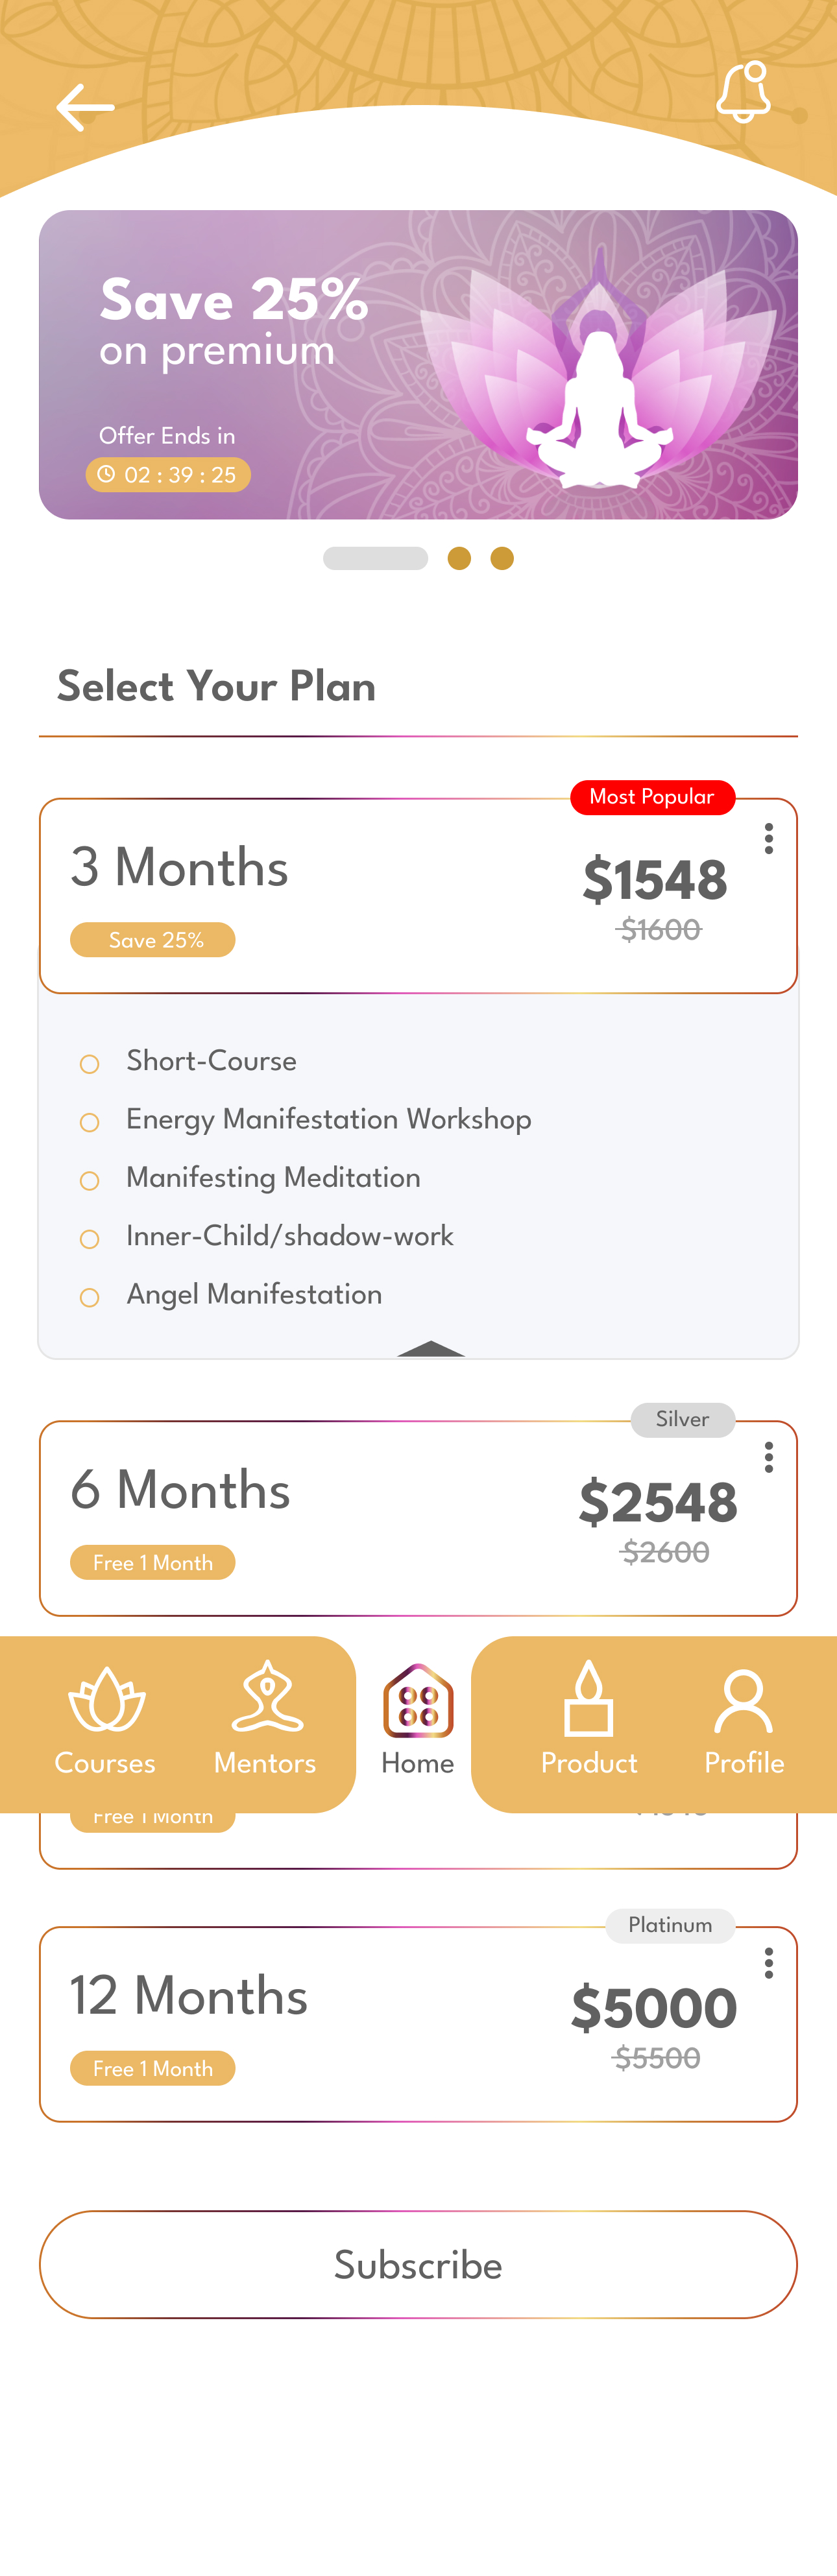 Save 25%
on premium
Offer Ends in
02 : 39 : 25
Select Your Plan
Most Popular
3 Months
$1548
Save 25%
$1600
Short-Course
Energy Manifestation Workshop
Manifesting Meditation
Inner-Child/shadow-work
Angel Manifestation
Silver
6 Months
$2548
Free 1 Month
$2600
Courses
Mentors
Home
Product
Profile
Free 1 Month
Platinum
12 Months
$5000
Free 1 Month
$5500
Subscribe